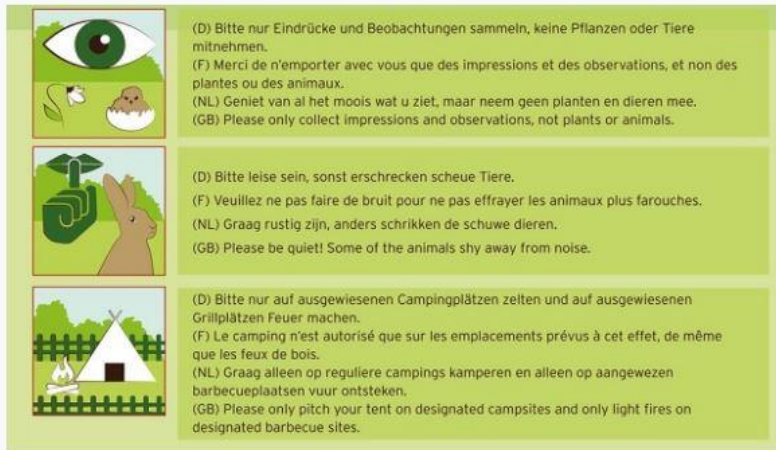 (D) Bitte nur Eindrücke und Beobachtungen sammeln, keine Pflanzen oder Tiere
mitnehmen.
(F) Merci de n'emporter avec vous que des impressions et des observations, et non des
plantes ou des animaux.
(NL) Geniet van al het moois wat u ziet, maar neem geen planten en dieren mee.
(GB) Please only collect impressions and observations, not plants or animals.
(D) Bitte leise sein, sonst erschrecken scheue Tiere.
(F) Veuillez ne pas faire de bruit pour ne pas effrayer les animaux plus farouches.
(NL) Graag rustig zijn, anders schrikken de schuwe dieren.
(GB) Please be quiet! Some of the animals shy away from noise.
(D) Bitte nur auf ausgewiesenen Campingplätzen zelten und auf ausgewiesenen
Grillplätzen Feuer machen.
(F) Le camping n'est autorisé que sur les emplacements prévus à cet effet, de même
que les feux de bois.
(NL) Graag alleen op reguliere campings kamperen en alleen op aangewezen
barbecueplaatsen vuur ontsteken.
(GB) Please only pitch your tent on designated campsites and only light fires on
designated barbecue sites.